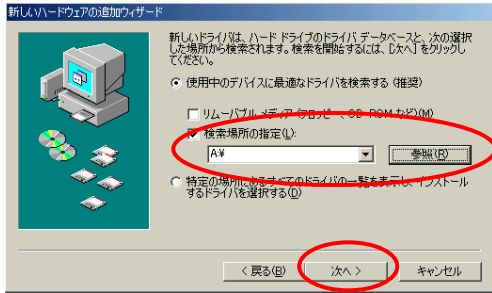 新しいハードウェアの追加ウィザード
新しいドライバは、ハード ドライブのドライバ データベースと、次の選択
した場所から検索されます。検索を開始するには、[次へ] をクリックし
てください。
使用中のデバイスに最適なドライバを検索する (推奨)
リムーバブル メディア (フロッピー、CD-ROM など)(M)
検索場所の指定(L):
A:¥
参照(R)
特定の場所にあるすべてのドライバの一覧を表示し、インストール
するドライバを選択する(D)
< 戻る(B)
次へ >
キャンセル